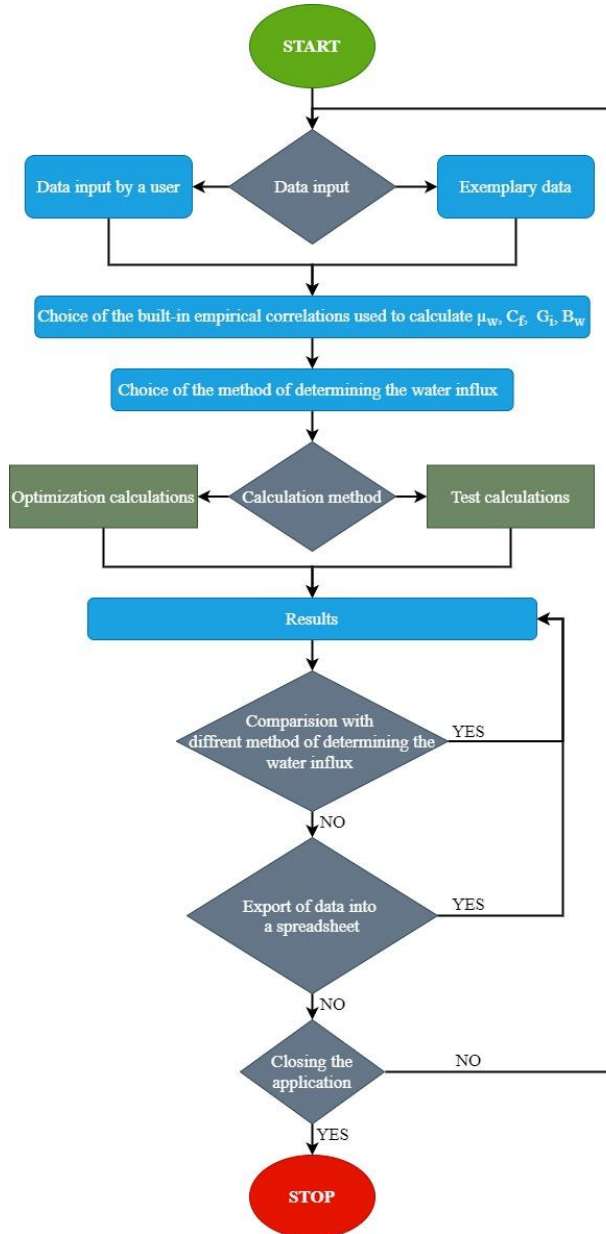 START
Data input by a user
Data input
Exemplary data
Choice of the built-in empirical correlations used to calculate μw, Cf, Gi, Bw
Choice of the method of determining the water influx
Optimization calculations
Calculation method
Test calculations
Results
Comparision with
diffrent method of determining the
water influx
YES
NO
Export of data into
a spreadsheet
YES
NO
Closing the
application
NO
YES
STOP